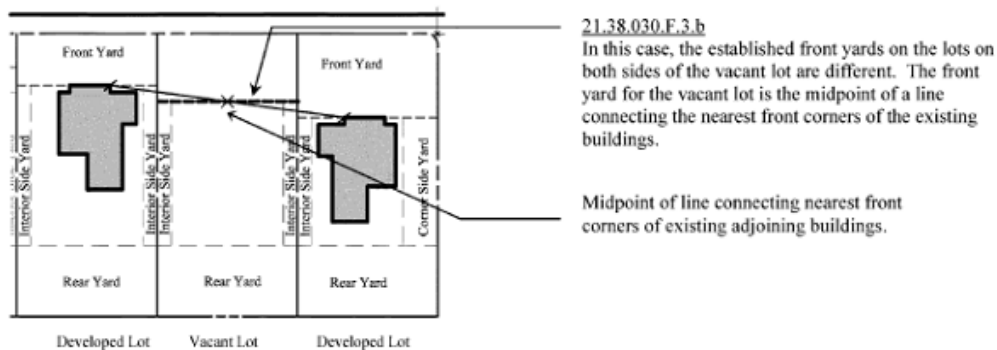 Front Yard
Front Yard
Interior Side Yard
Interior Side Yard
Interior Side Yard
Interior Side Yard
Interior Side Yard
Corner Side Yard
Rear Yard
Rear Yard
Rear Yard
Developed Lot
Vacant Lot
Developed Lot
21.38.030.F.3.b
In this case, the established front yards on the lots on
both sides of the vacant lot are different. The front
yard for the vacant lot is the midpoint of a line
connecting the nearest front corners of the existing
buildings.
Midpoint of line connecting nearest front
corners of existing adjoining buildings.